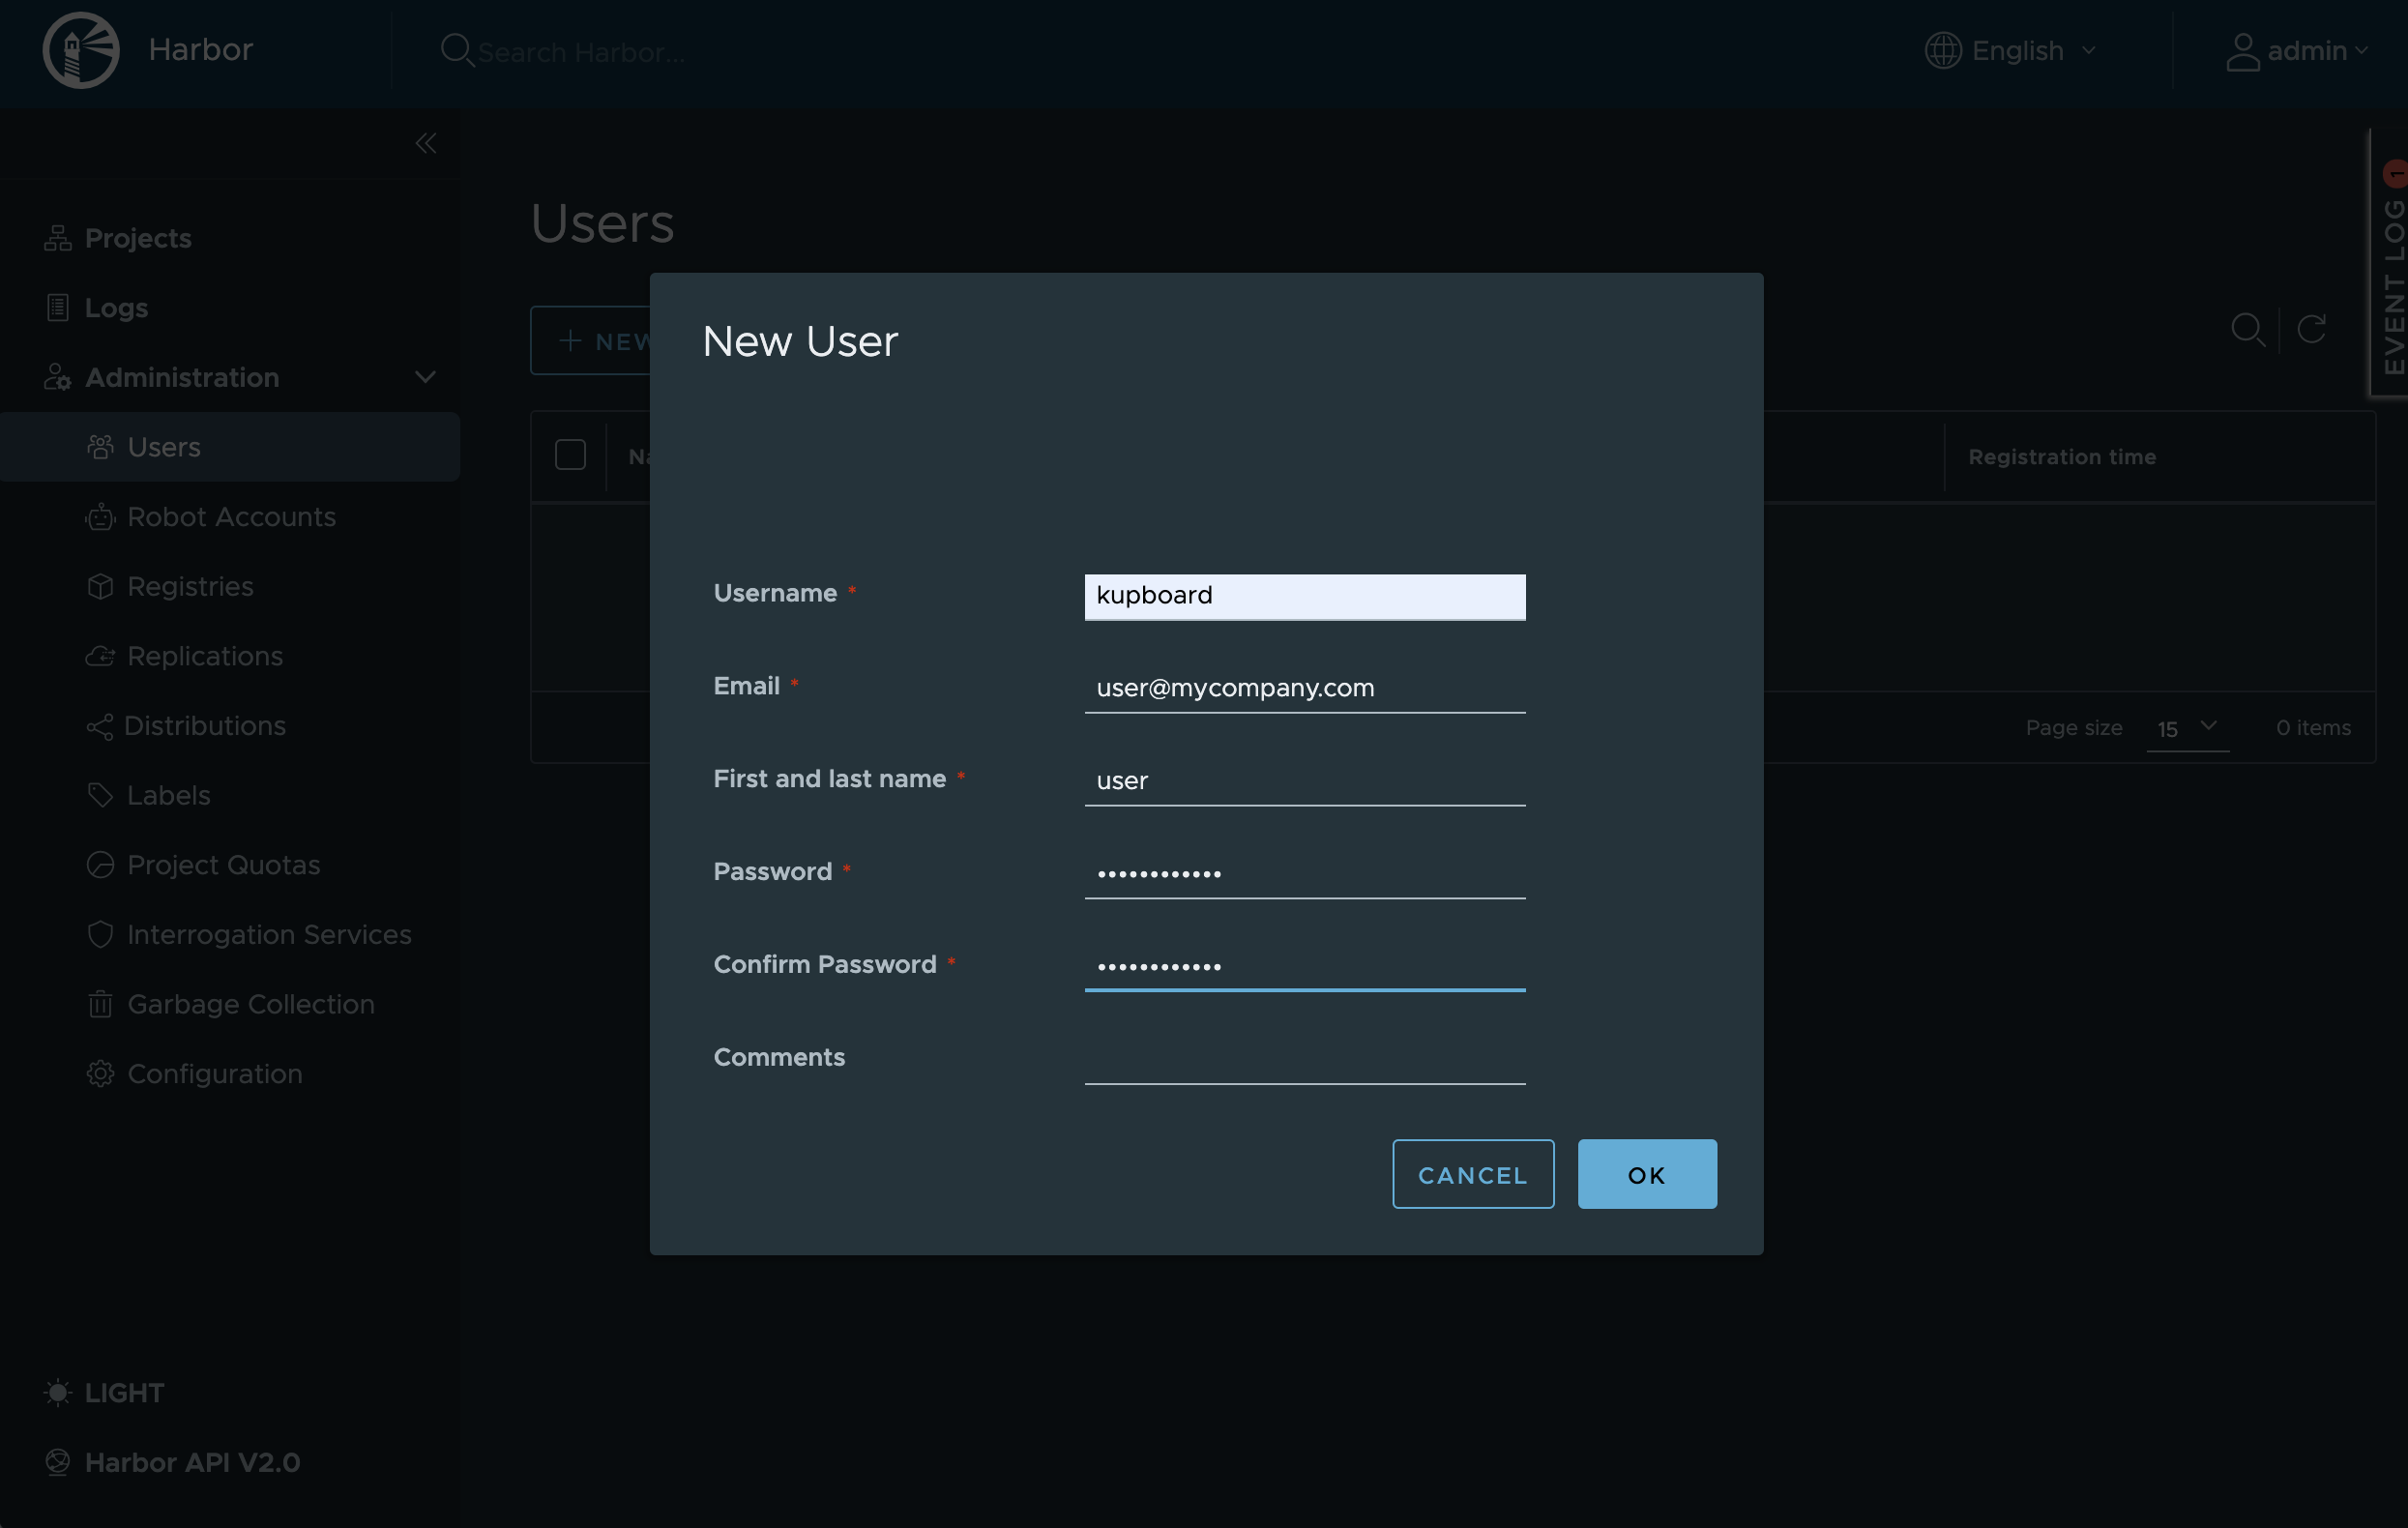 Harbor
Search Harbor...
English
admin
EVENT LOG 1
Projects
Logs
Administration
Users
Robot Accounts
Registries
Replications
Distributions
Labels
Project Quotas
Interrogation Services
Garbage Collection
Configuration
LIGHT
Harbor API V2.0
Users
+ NEW
Na
Registration time
Page size 15
0 items
New User
Username * kupboard
Email * user@mycompany.com
First and last name * user
Password * ••••••••••••
Confirm Password * ••••••••••••
Comments
CANCEL OK